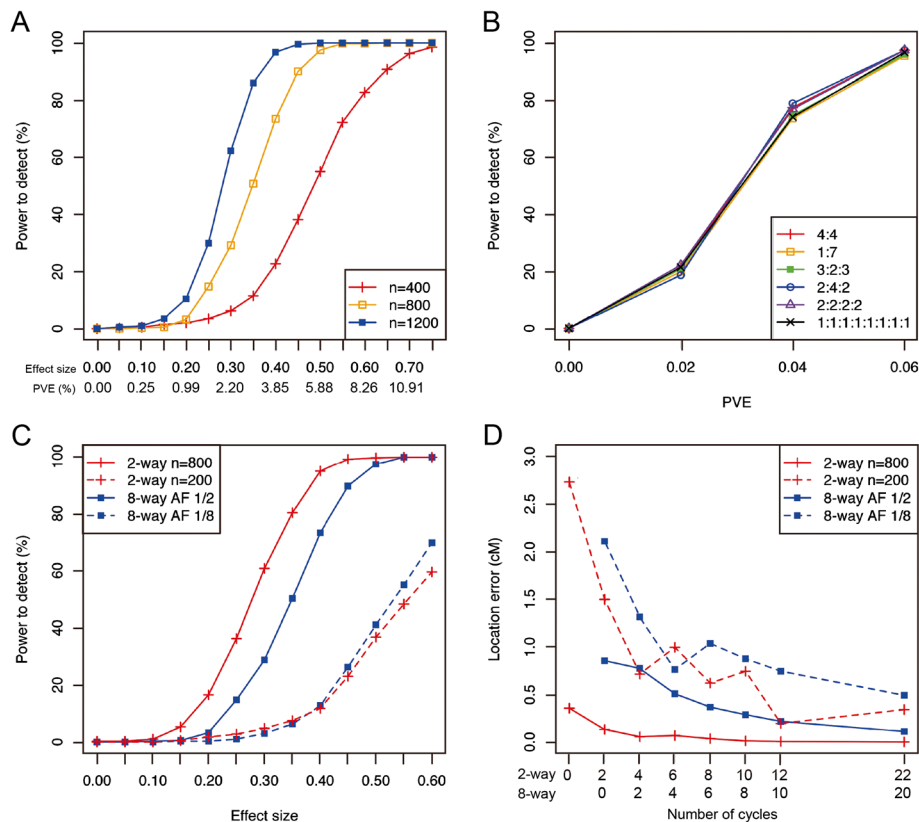 A
Power to detect (%)
100
80
60
40
20
0
n=400
n=800
n=1200
Effect size 0.00 0.10 0.20 0.30 0.40 0.50 0.60 0.70
PVE (%) 0.00 0.25 0.99 2.20 3.85 5.88 8.26 10.91
B
Power to detect (%)
100
80
60
40
20
0
4:4
1:7
3:2:3
2:4:2
2:2:2:2
1:1:1:1:1:1:1:1
0.00 0.02 0.04 0.06
PVE
C
Power to detect (%)
100
80
60
40
20
0
2-way n=800
2-way n=200
8-way AF 1/2
8-way AF 1/8
0.00 0.10 0.20 0.30 0.40 0.50 0.60
Effect size
D
Location error (cM)
3.0
2.5
2.0
1.5
1.0
0.5
0.0
2-way n=800
2-way n=200
8-way AF 1/2
8-way AF 1/8
2-way 0 2 4 6 8 10 12 22
8-way 0 2 4 6 8 10 20
Number of cycles